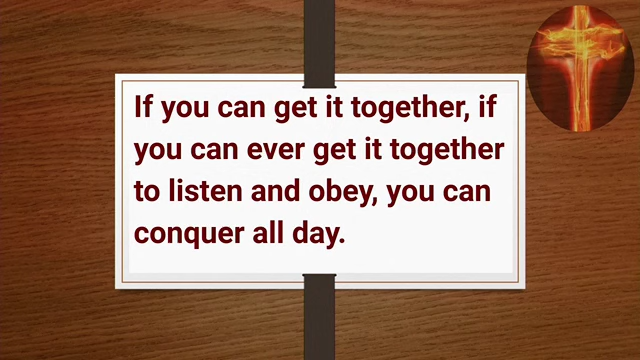 If you can get it together, if
you can ever get it together
to listen and obey, you can
conquer all day.